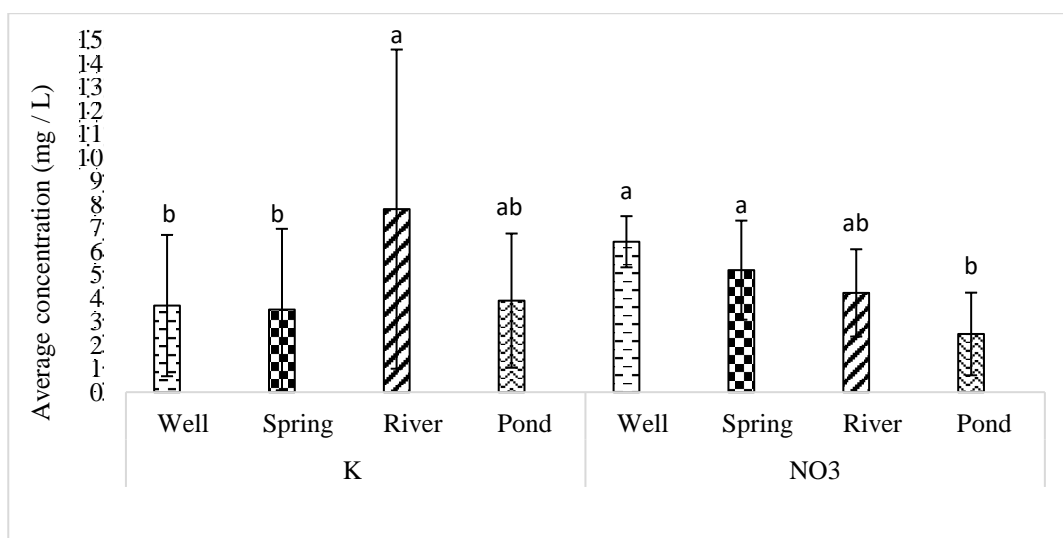 Average concentration (mg / L)
15
14
13
12
11
10
9
8
7
6
5
4
3
2
1
0
b
b
a
ab
a
a
ab
b
Well Spring River Pond Well Spring River Pond
K NO3